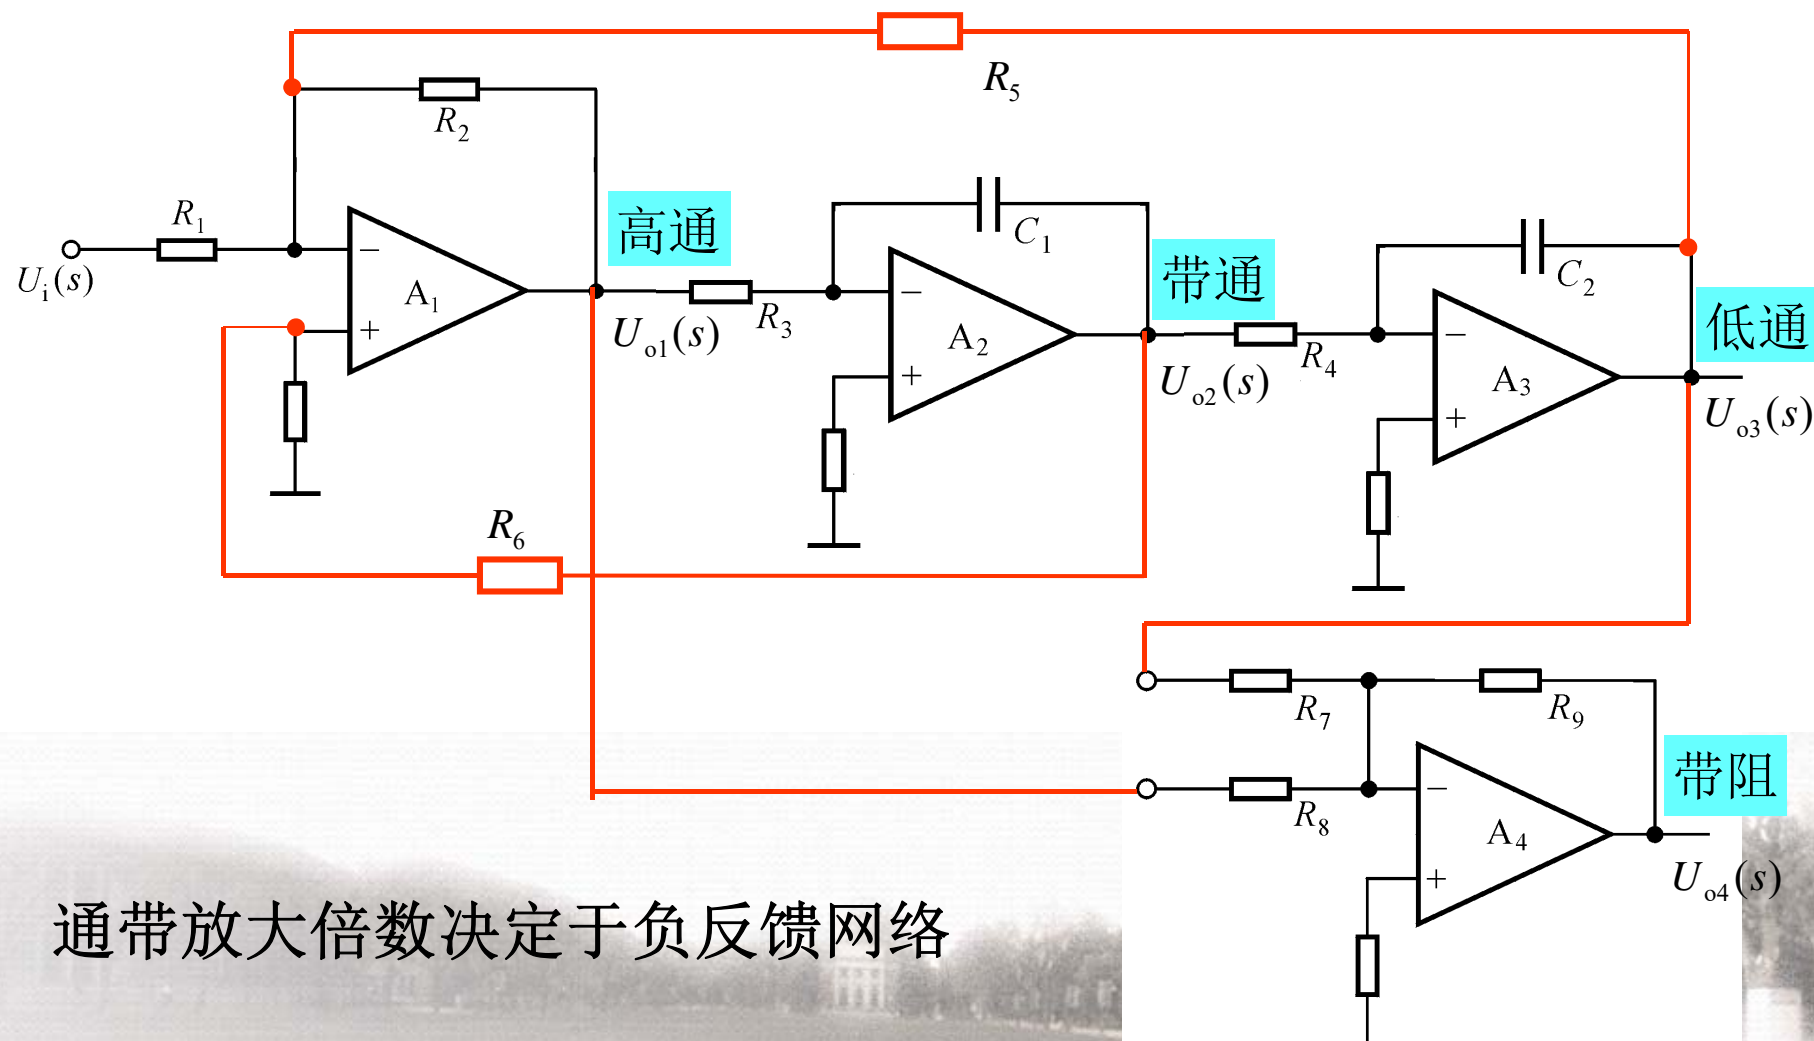 R5
R2
R1
高通
C1
带通
C2
Ui(s)
A1
−
+
R3
Uo1(s)
−
A2
+
R4
Uo2(s)
−
A3
+
低通
Uo3(s)
R6
R7
R9
R8
−
A4
+
带阻
Uo4(s)
通带放大倍数决定于负反馈网络